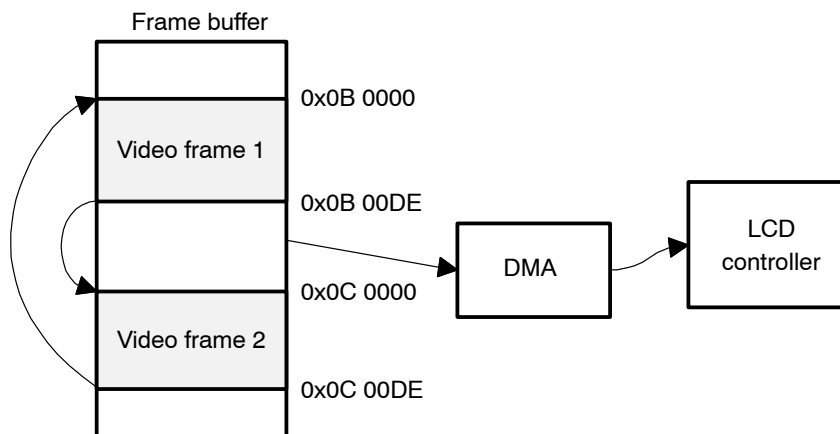 Frame buffer
0x0B 0000
Video frame 1
0x0B 00DE
LCD
controller
DMA
0x0C 0000
Video frame 2
0x0C 00DE